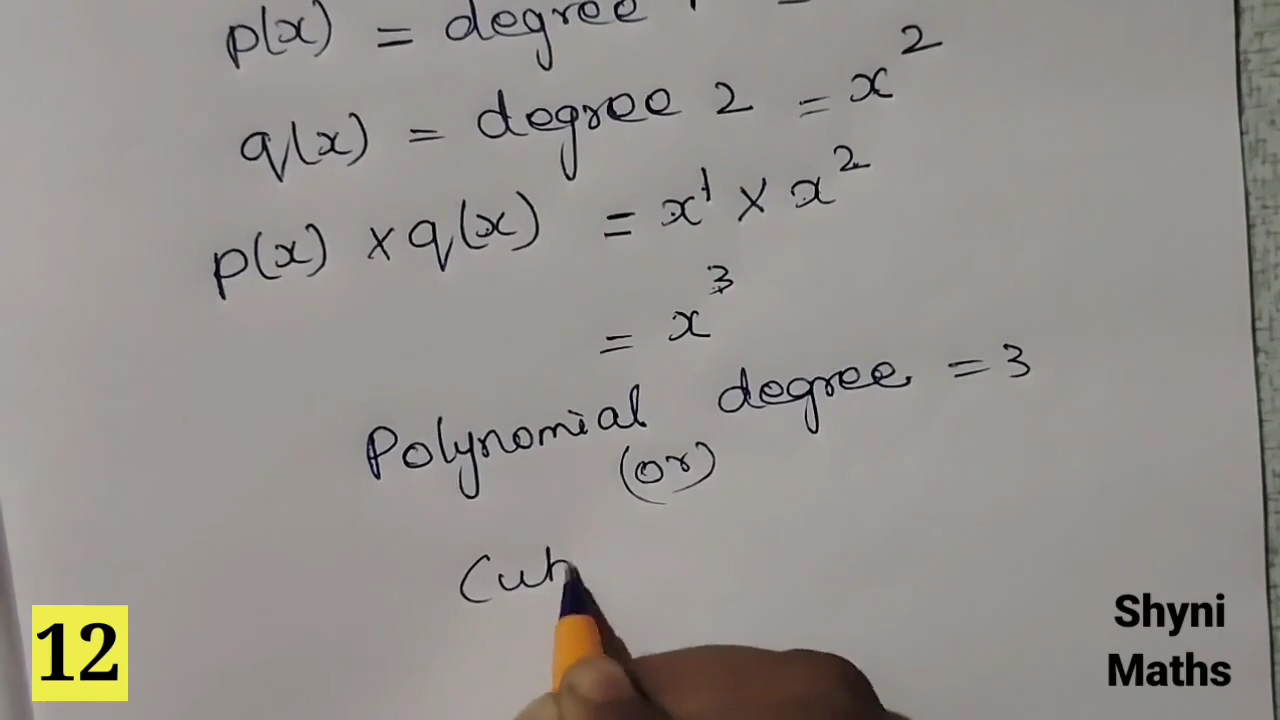 p(x) = degree
q(x) = degree 2 = x²
p(x) × q(x) = x¹ × x²
= x³
Polynomial degree = 3
(or)
Cub
12
Shyni
Maths